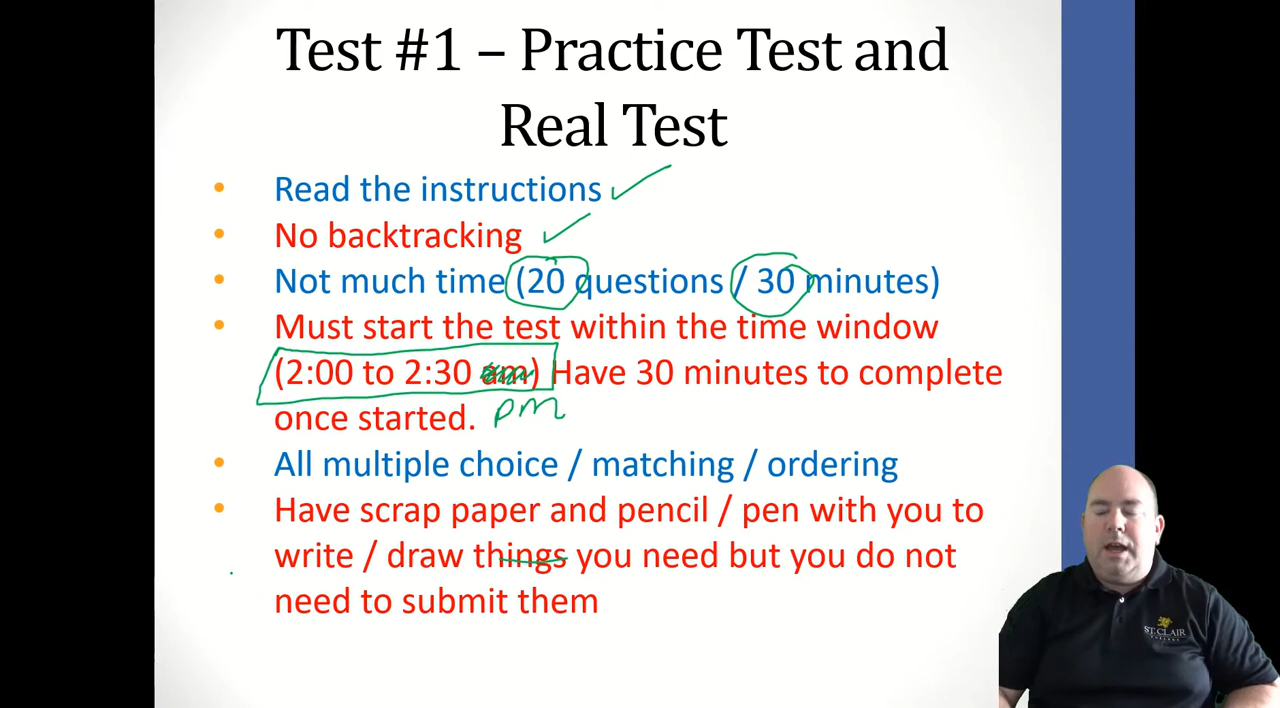 Test #1 – Practice Test and
Real Test
• Read the instructions
• No backtracking
• Not much time (20 questions / 30 minutes)
• Must start the test within the time window
(2:00 to 2:30 am) Have 30 minutes to complete
once started. pm
• All multiple choice / matching / ordering
• Have scrap paper and pencil / pen with you to
write / draw things you need but you do not
need to submit them
ST. CLAIR
COLLEGE